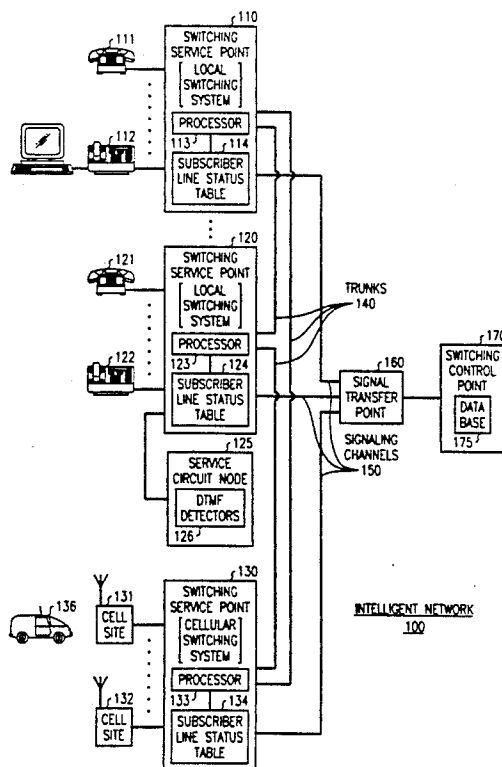 110
SWITCHING
SERVICE POINT
LOCAL
SWITCHING
SYSTEM
PROCESSOR
113
114
SUBSCRIBER
LINE STATUS
TABLE
111
112
120
SWITCHING
SERVICE POINT
LOCAL
SWITCHING
SYSTEM
PROCESSOR
123
124
SUBSCRIBER
LINE STATUS
TABLE
121
122
125
SERVICE
CIRCUIT NODE
DTMF
DETECTORS
126
TRUNKS
140
160
SIGNAL
TRANSFER
POINT
SIGNALING
CHANNELS
150
170
SWITCHING
CONTROL
POINT
DATA
BASE
175
130
SWITCHING
SERVICE POINT
CELLULAR
SWITCHING
SYSTEM
PROCESSOR
133
134
SUBSCRIBER
LINE STATUS
TABLE
136
131
CELL
SITE
132
CELL
SITE
INTELLIGENT NETWORK
100